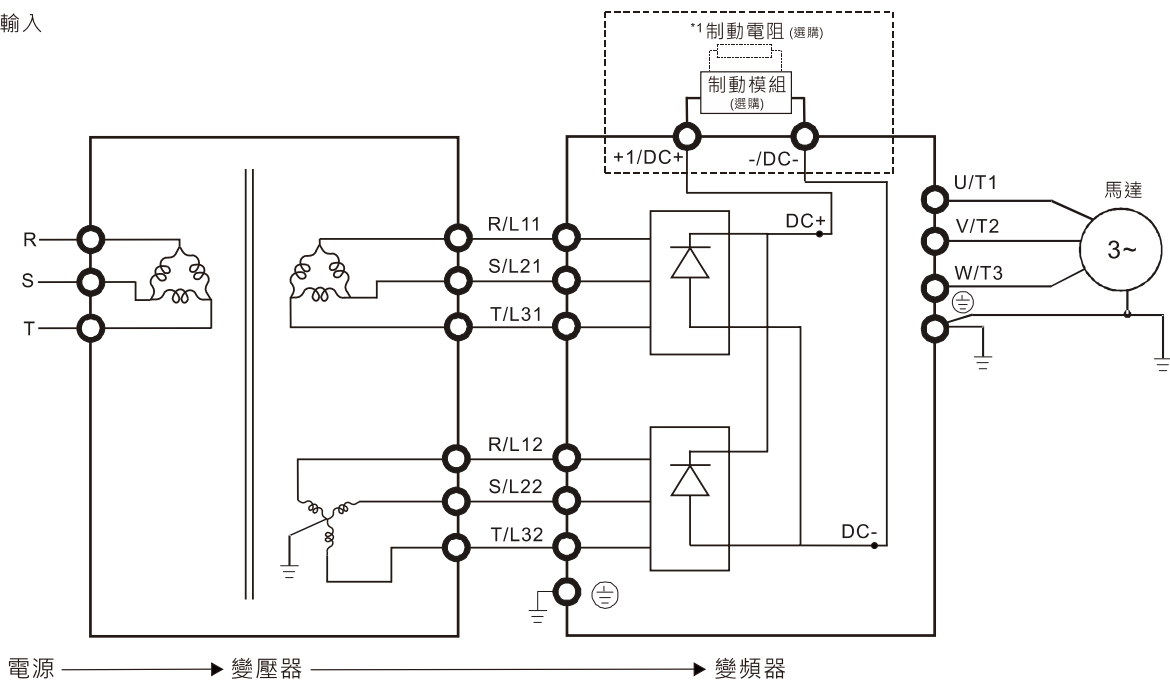 輸入
*1制動電阻 (選購)
制動模組
(選購)
+1/DC+
-/DC-
R
S
T
R/L11
S/L21
T/L31
R/L12
S/L22
T/L32
DC+
DC-
U/T1
V/T2
W/T3
馬達
3~
電源
變壓器
變頻器